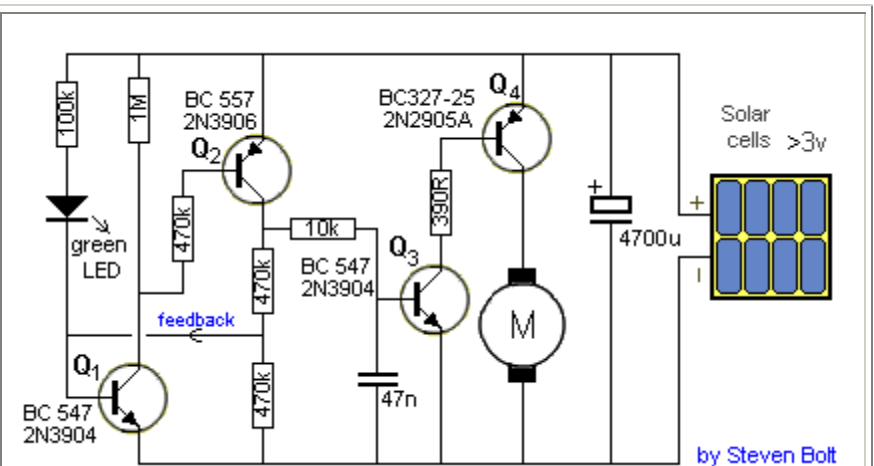 100k
1M
BC 557
2N3906
Q2
470k
green
LED
feedback
Q1
BC 547
2N3904
470k
470k
10k
BC 547
2N3904
47n
Q3
390R
BC327-25
2N2905A
Q4
M
+
4700u
Solar
cells >3v
+
-
by Steven Bolt